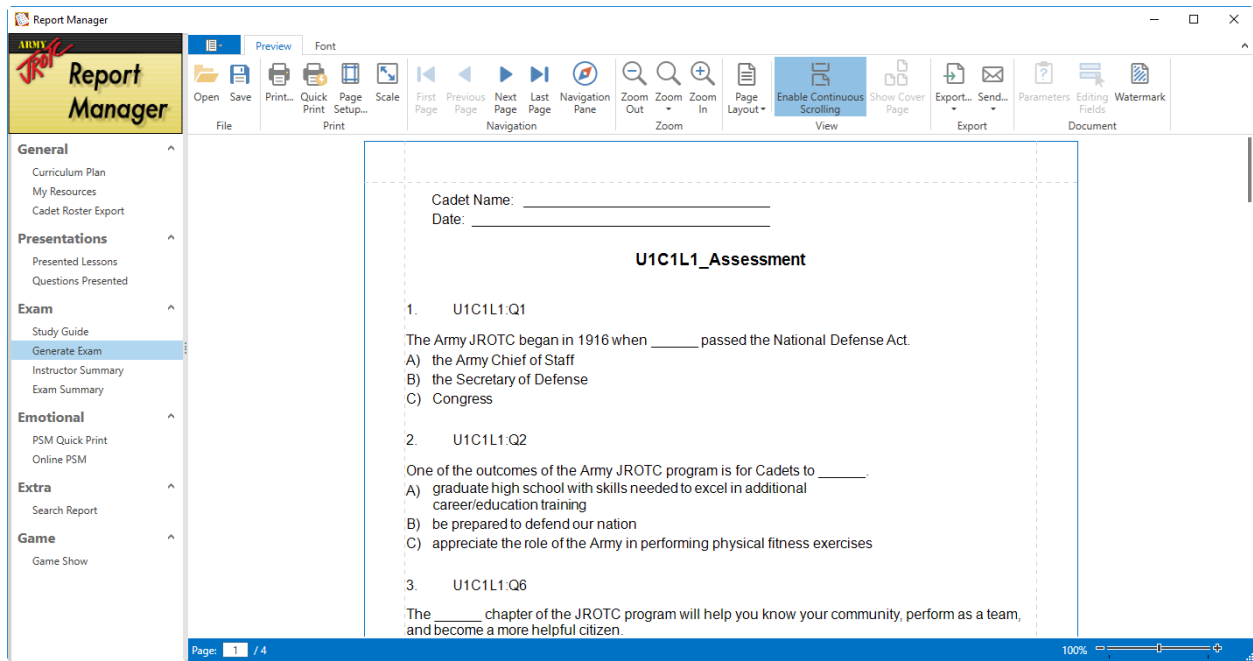 Report Manager
ARMY
JROTC
Report
Manager
Preview Font
Open Save Print... Quick Print Page Setup... Scale First Page Previous Page Next Page Last Page Navigation Pane Zoom Out Zoom Zoom In Page Layout Enable Continuous Scrolling Show Cover Page Export... Send... Parameters Editing Fields Watermark
File Print Navigation Zoom View Export Document
General
Curriculum Plan
My Resources
Cadet Roster Export
Presentations
Presented Lessons
Questions Presented
Exam
Study Guide
Generate Exam
Instructor Summary
Exam Summary
Emotional
PSM Quick Print
Online PSM
Extra
Search Report
Game
Game Show
Cadet Name: ____________________
Date: ____________________
U1C1L1_Assessment
1. U1C1L1:Q1
The Army JROTC began in 1916 when ______ passed the National Defense Act.
A) the Army Chief of Staff
B) the Secretary of Defense
C) Congress
2. U1C1L1:Q2
One of the outcomes of the Army JROTC program is for Cadets to ______.
A) graduate high school with skills needed to excel in additional
career/education training
B) be prepared to defend our nation
C) appreciate the role of the Army in performing physical fitness exercises
3. U1C1L1:Q6
The ______ chapter of the JROTC program will help you know your community, perform as a team,
and become a more helpful citizen.
Page: 1 / 4 100%